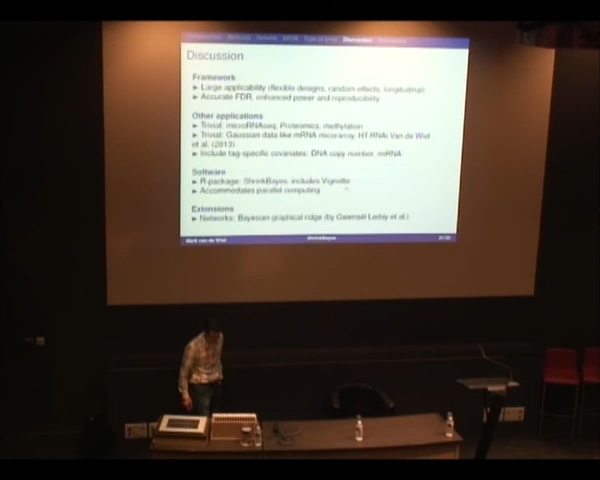 Discussion
Discussion
Framework
► Large applicability (flexible designs, random effects, longitudinal)
► Accurate FDR, enhanced power and reproducibility
Other applications
► Trivial: microRNAseq, Proteomics, methylation
► Trivial: Gaussian data like mRNA microarray, HT RNAi Van de Wiel
et al. (2013)
► Include tag-specific covariates: DNA copy number, mRNA
Software
► R-package: ShrinkBayes, includes Vignette
► Accommodates parallel computing
Extensions
► Networks: Bayesian graphical ridge (by Gwenaël Leday et al.)
Mark van de Wiel
ShrinkBayes